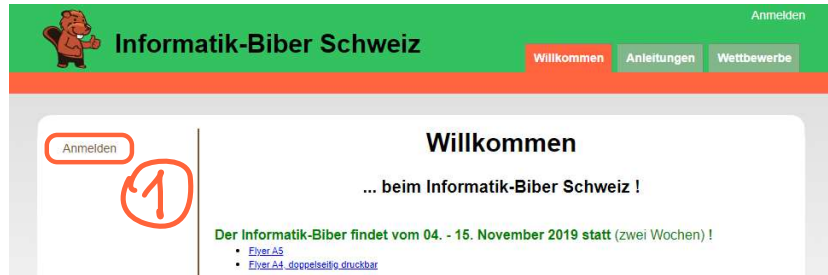 Anmelden
Informatik-Biber Schweiz
Willkommen Anleitungen Wettbewerbe
Anmelden
1
Willkommen
... beim Informatik-Biber Schweiz !
Der Informatik-Biber findet vom 04. - 15. November 2019 statt (zwei Wochen) !
Flyer A5
Flyer A4, doppelseitig druckbar